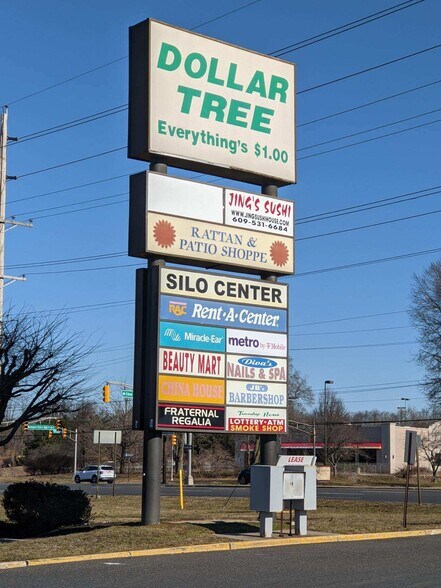 DOLLAR
TREE
Everything's $1.00
JING'S SUSHI
WWW.JINGSUSHI.COM
609-531-6684
RATTAN &
PATIO SHOPPE
SILO CENTER
RAC Rent-A-Center
Miracle-Ear
metro by T-Mobile
BEAUTY MART
Diva's
NAILS & SPA
CHINA HOUSE
J's
BARBERSHOP
FRATERNAL
REGALIA
LOTTERY-ATM
SMOKE SHOP
LEASE